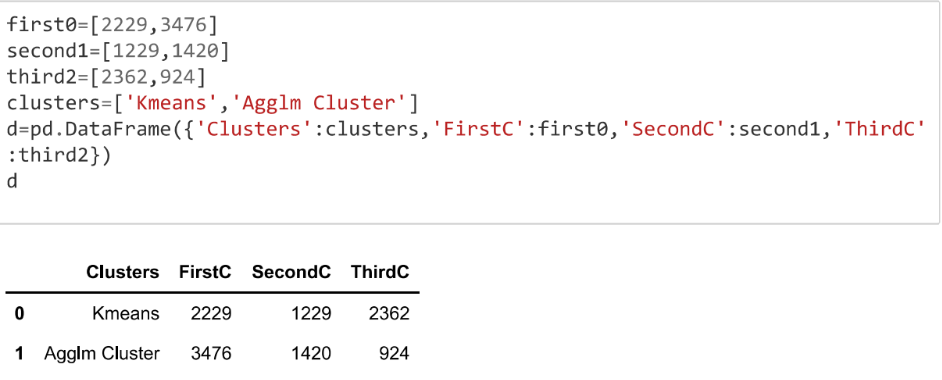 first0=[2229,3476]
second1=[1229,1420]
third2=[2362,924]
clusters=['Kmeans','Agglm Cluster']
d=pd.DataFrame({'Clusters':clusters,'FirstC':first0,'SecondC':second1,'ThirdC'
:third2})
d
Clusters FirstC SecondC ThirdC
0 Kmeans 2229 1229 2362
1 Agglm Cluster 3476 1420 924